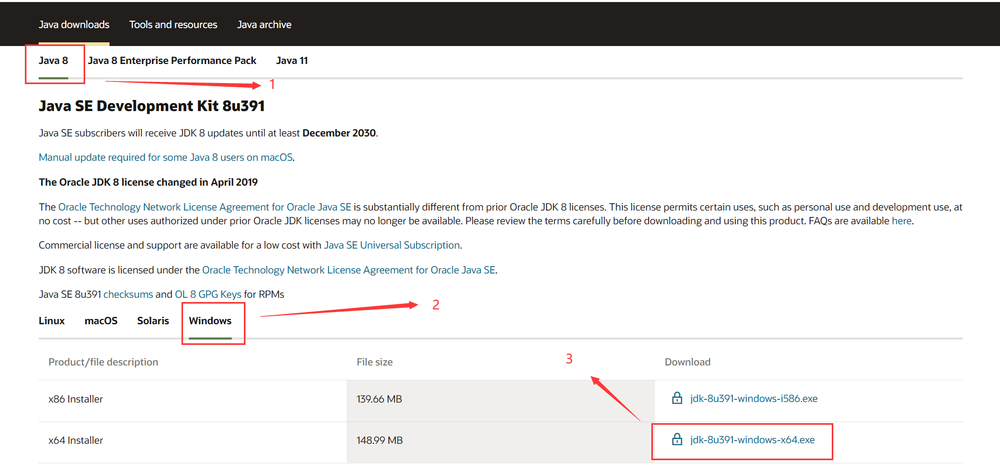 Java downloads Tools and resources Java archive
Java 8 Java 8 Enterprise Performance Pack Java 11
1
Java SE Development Kit 8u391
Java SE subscribers will receive JDK 8 updates until at least December 2030.
Manual update required for some Java 8 users on macOS.
The Oracle JDK 8 license changed in April 2019
The Oracle Technology Network License Agreement for Oracle Java SE is substantially different from prior Oracle JDK 8 licenses. This license permits certain uses, such as personal use and development use, at
no cost -- but other uses authorized under prior Oracle JDK licenses may no longer be available. Please review the terms carefully before downloading and using this product. FAQs are available here.
Commercial license and support are available for a low cost with Java SE Universal Subscription.
JDK 8 software is licensed under the Oracle Technology Network License Agreement for Oracle Java SE.
Java SE 8u391 checksums and OL 8 GPG Keys for RPMs
2
Linux macOS Solaris Windows
3
Product/file description File size Download
x86 Installer 139.66 MB jdk-8u391-windows-i586.exe
x64 Installer 148.99 MB jdk-8u391-windows-x64.exe